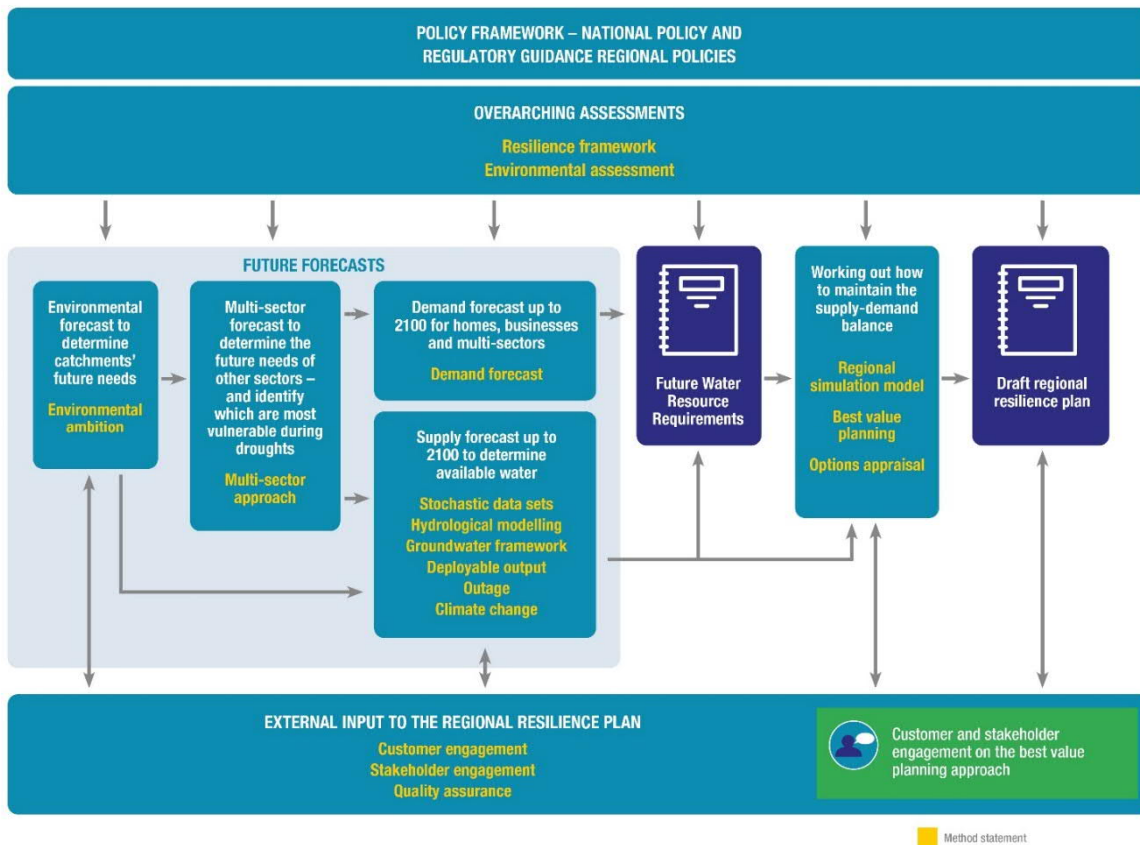 POLICY FRAMEWORK – NATIONAL POLICY AND
REGULATORY GUIDANCE REGIONAL POLICIES
OVERARCHING ASSESSMENTS
Resilience framework
Environmental assessment
FUTURE FORECASTS
Environmental
forecast to
determine
catchments'
future needs
Environmental
ambition
Multi-sector
forecast to
determine the
future needs of
other sectors –
and identify
which are most
vulnerable during
droughts
Multi-sector
approach
Demand forecast up to
2100 for homes, businesses
and multi-sectors
Demand forecast
Supply forecast up to
2100 to determine
available water
Stochastic data sets
Hydrological modelling
Groundwater framework
Deployable output
Outage
Climate change
Future Water
Resource
Requirements
Working out how
to maintain the
supply-demand
balance
Regional
simulation model
Best value
planning
Options appraisal
Draft regional
resilience plan
EXTERNAL INPUT TO THE REGIONAL RESILIENCE PLAN
Customer engagement
Stakeholder engagement
Quality assurance
Customer and stakeholder
engagement on the best value
planning approach
Method statement